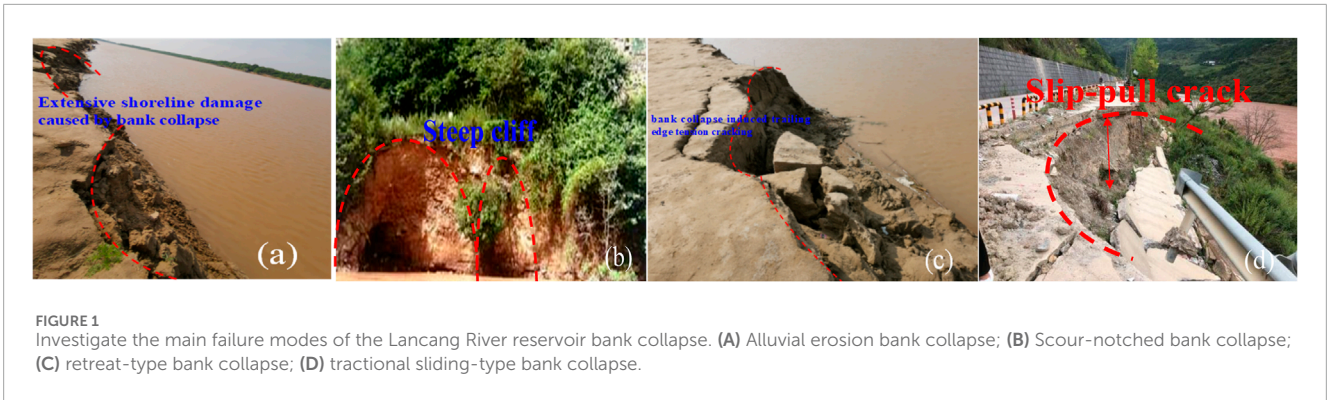 Extensive shoreline damage
caused by bank collapse
(a)
Steep cliff
(b)
bank collapse induced trailing
edge tension cracking
(c)
Slip-pull crack
(d)
FIGURE 1
Investigate the main failure modes of the Lancang River reservoir bank collapse. (A) Alluvial erosion bank collapse; (B) Scour-notched bank collapse;
(C) retreat-type bank collapse; (D) tractional sliding-type bank collapse.